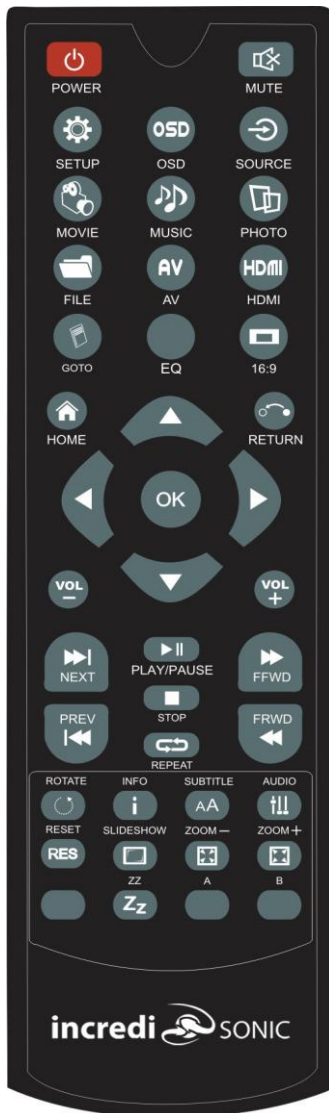 POWER MUTE
OSD
SETUP OSD SOURCE
MOVIE MUSIC PHOTO
AV HDMI
FILE AV HDMI
GOTO EQ 16:9
HOME RETURN
OK
VOL − VOL +
NEXT PLAY/PAUSE FFWD
STOP
PREV FRWD
REPEAT
ROTATE INFO SUBTITLE AUDIO
i AA
RESET SLIDESHOW ZOOM − ZOOM +
RES
ZZ A B
Zz
incredi SONIC